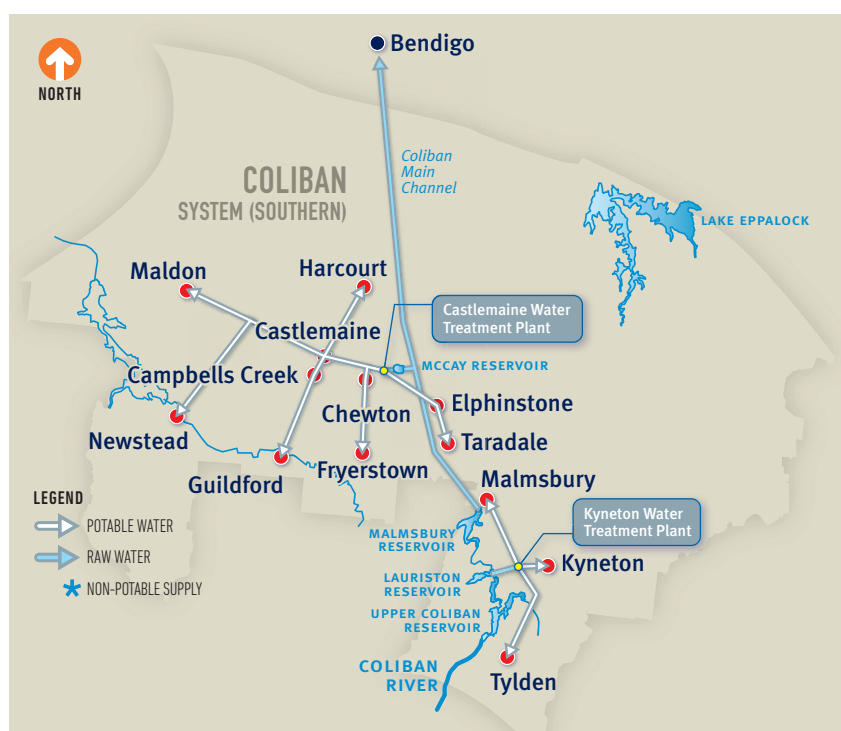 Bendigo
NORTH
Coliban
Main
Channel
COLIBAN
SYSTEM (SOUTHERN)
LAKE EPPALOCK
Maldon
Harcourt
Castlemaine Water
Treatment Plant
Castlemaine
MCCAY RESERVOIR
Campbells Creek
Chewton
Elphinstone
Newstead
Taradale
Guildford
Fryerstown
Malmsbury
LEGEND
POTABLE WATER
RAW WATER
NON-POTABLE SUPPLY
Kyneton Water
Treatment Plant
MALMSBURY
RESERVOIR
Kyneton
LAURISTON
RESERVOIR
UPPER COLIBAN
RESERVOIR
COLIBAN
RIVER
Tylden